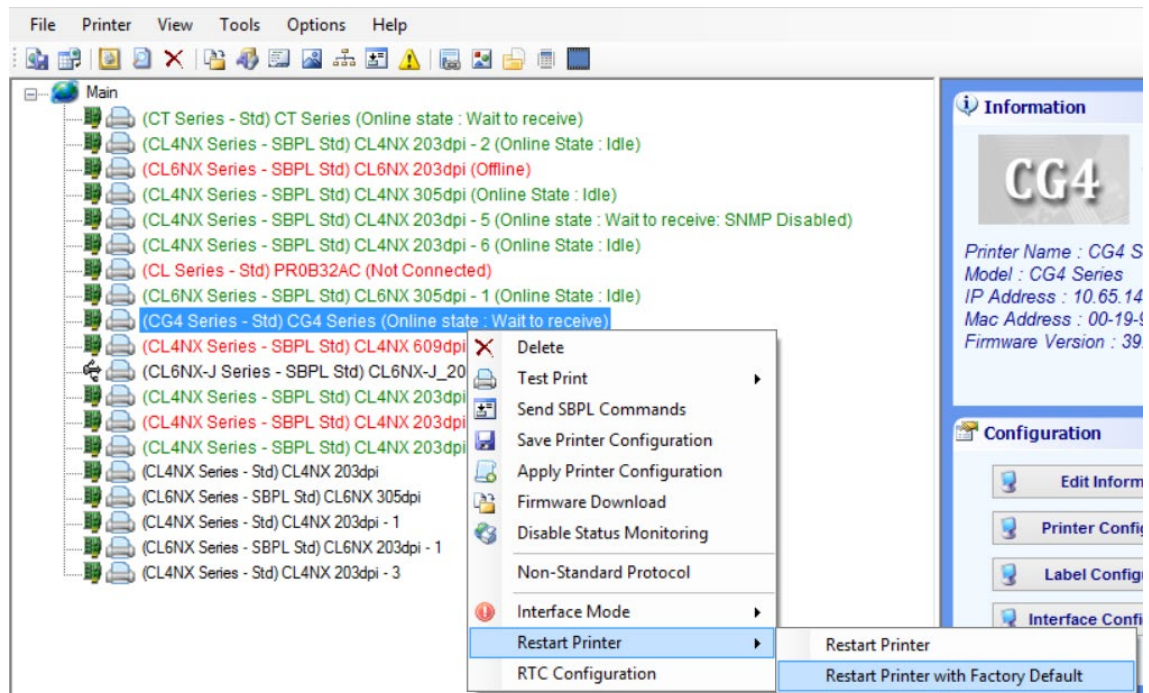 File Printer View Tools Options Help
Main
(CT Series - Std) CT Series (Online state : Wait to receive)
(CL4NX Series - SBPL Std) CL4NX 203dpi - 2 (Online State : Idle)
(CL6NX Series - SBPL Std) CL6NX 203dpi (Offline)
(CL4NX Series - SBPL Std) CL4NX 305dpi (Online State : Idle)
(CL4NX Series - SBPL Std) CL4NX 203dpi - 5 (Online state : Wait to receive: SNMP Disabled)
(CL4NX Series - SBPL Std) CL4NX 203dpi - 6 (Online State : Idle)
(CL Series - Std) PR0B32AC (Not Connected)
(CL6NX Series - SBPL Std) CL6NX 305dpi - 1 (Online State : Idle)
(CG4 Series - Std) CG4 Series (Online state : Wait to receive)
(CL4NX Series - SBPL Std) CL4NX 609dpi
(CL6NX-J Series - SBPL Std) CL6NX-J_20
(CL4NX Series - SBPL Std) CL4NX 203dpi
(CL4NX Series - SBPL Std) CL4NX 203dpi
(CL4NX Series - SBPL Std) CL4NX 203dpi
(CL4NX Series - Std) CL4NX 203dpi
(CL6NX Series - SBPL Std) CL6NX 305dpi
(CL4NX Series - Std) CL4NX 203dpi - 1
(CL6NX Series - SBPL Std) CL6NX 203dpi - 1
(CL4NX Series - Std) CL4NX 203dpi - 3
Delete
Test Print
Send SBPL Commands
Save Printer Configuration
Apply Printer Configuration
Firmware Download
Disable Status Monitoring
Non-Standard Protocol
Interface Mode
Restart Printer
RTC Configuration
Restart Printer
Restart Printer with Factory Default
Information
CG4
Printer Name : CG4 S
Model : CG4 Series
IP Address : 10.65.14
Mac Address : 00-19-9
Firmware Version : 39.
Configuration
Edit Inform
Printer Config
Label Config
Interface Confi